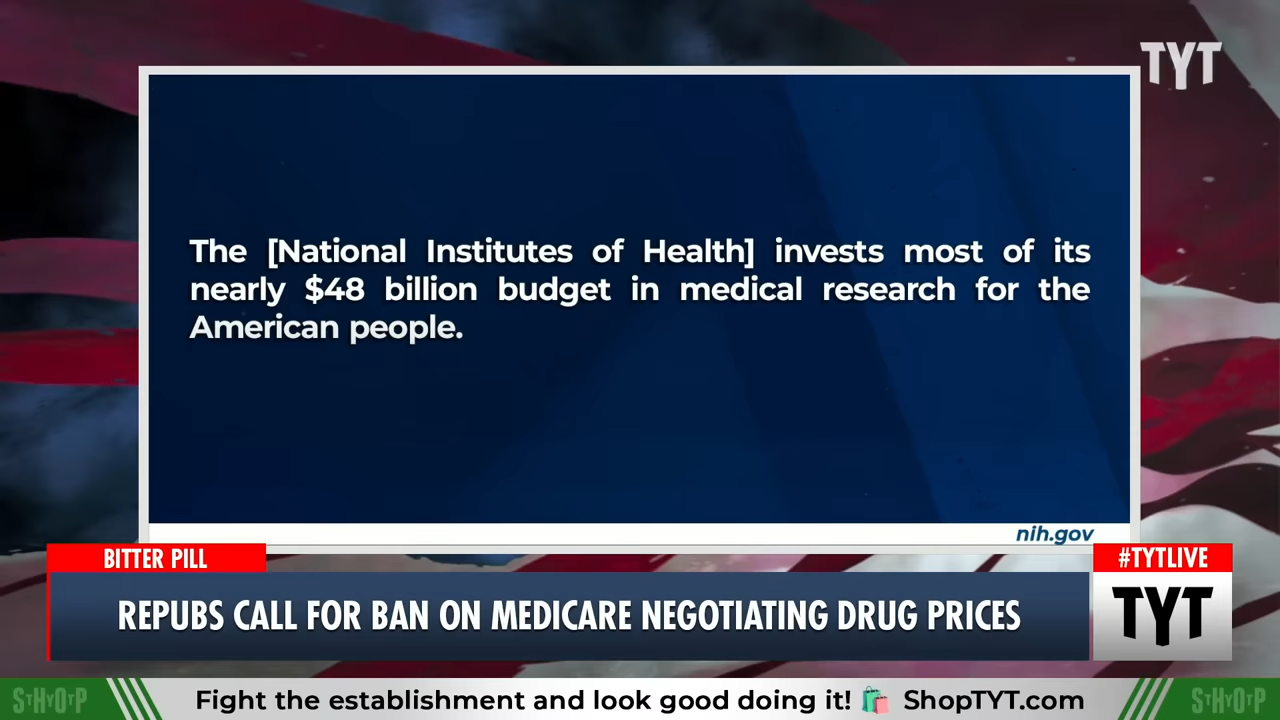 TYT
The [National Institutes of Health] invests most of its
nearly $48 billion budget in medical research for the
American people.
nih.gov
BITTER PILL
#TYTLIVE
REPUBS CALL FOR BAN ON MEDICARE NEGOTIATING DRUG PRICES
TYT
Fight the establishment and look good doing it! 🛍️ ShopTYT.com